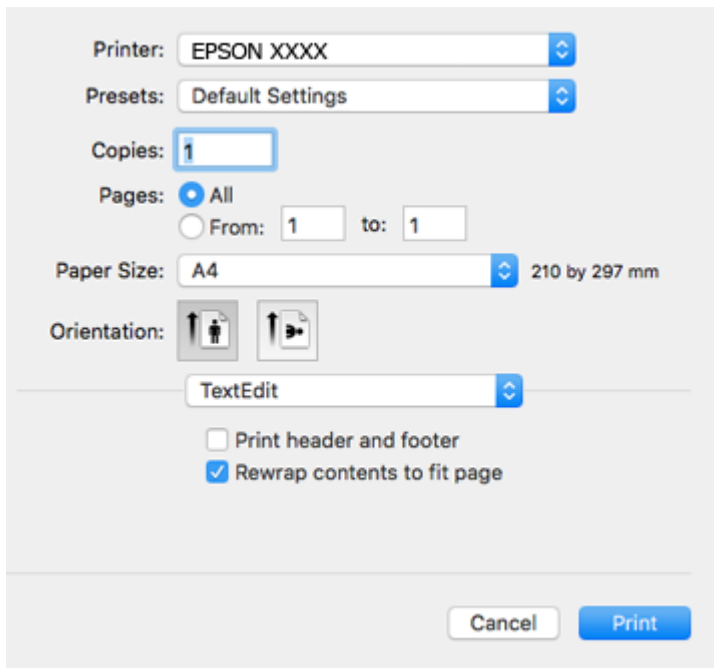 Printer: EPSON XXXX
Presets: Default Settings
Copies: 1
Pages: All
From: 1 to: 1
Paper Size: A4 210 by 297 mm
Orientation:
TextEdit
Print header and footer
Rewrap contents to fit page
Cancel Print